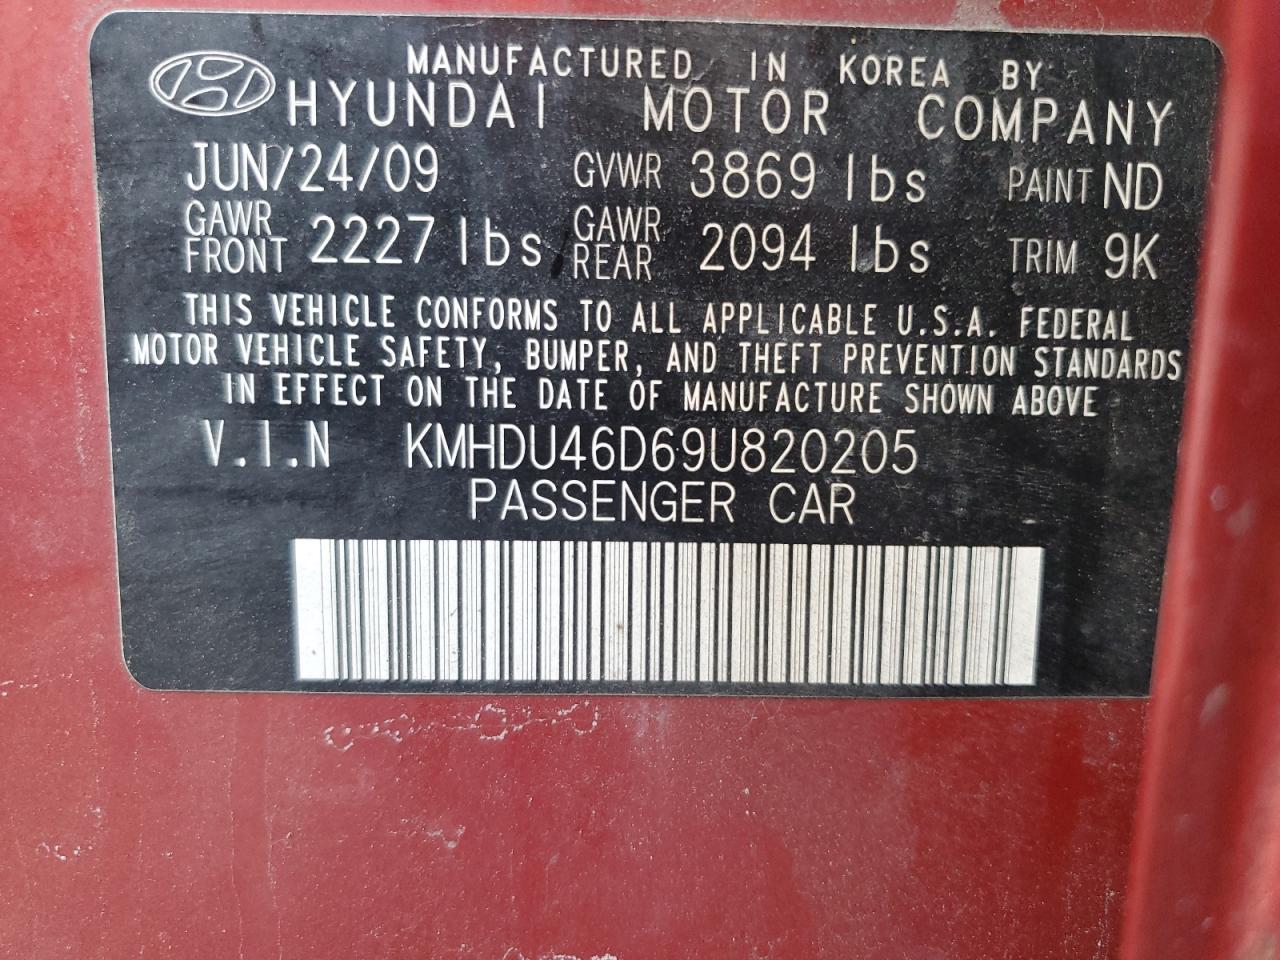 MANUFACTURED IN KOREA BY
HYUNDAI MOTOR COMPANY
JUN/24/09 GVWR 3869 lbs PAINT ND
GAWR FRONT 2227 lbs GAWR REAR 2094 lbs TRIM 9K
THIS VEHICLE CONFORMS TO ALL APPLICABLE U.S.A. FEDERAL
MOTOR VEHICLE SAFETY, BUMPER, AND THEFT PREVENTION STANDARDS
IN EFFECT ON THE DATE OF MANUFACTURE SHOWN ABOVE
V.I.N KMHDU46D69U820205
PASSENGER CAR